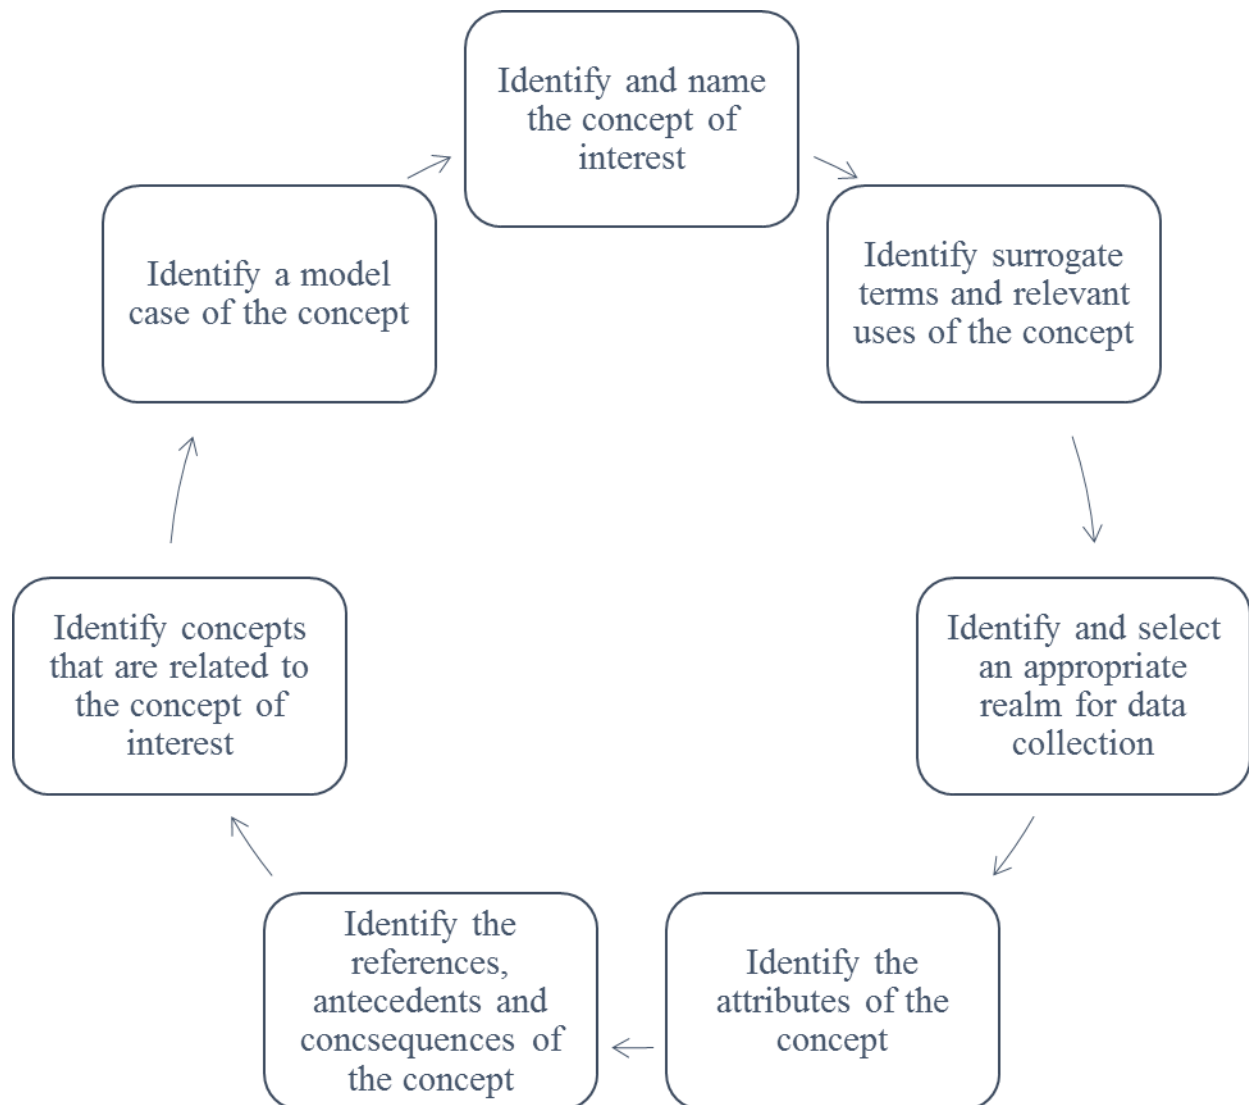 Identify and name
the concept of
interest
Identify surrogate
terms and relevant
uses of the concept
Identify and select
an appropriate
realm for data
collection
Identify the
attributes of the
concept
Identify the
references,
antecedents and
concsequences of
the concept
Identify concepts
that are related to
the concept of
interest
Identify a model
case of the concept